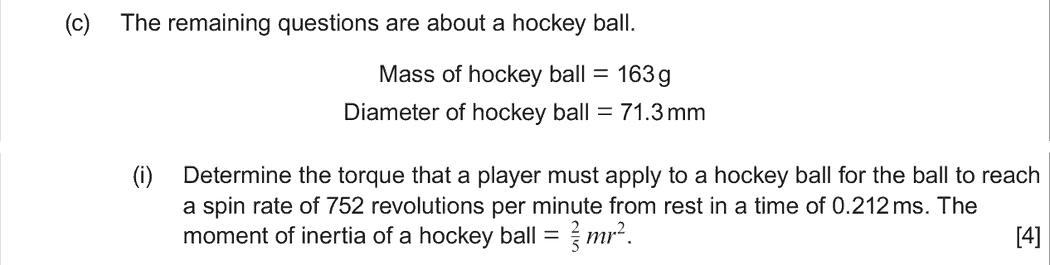 (c) The remaining questions are about a hockey ball.
Mass of hockey ball = 163 g
Diameter of hockey ball = 71.3 mm
(i) Determine the torque that a player must apply to a hockey ball for the ball to reach
a spin rate of 752 revolutions per minute from rest in a time of 0.212 ms. The
moment of inertia of a hockey ball = 2/5 mr². [4]